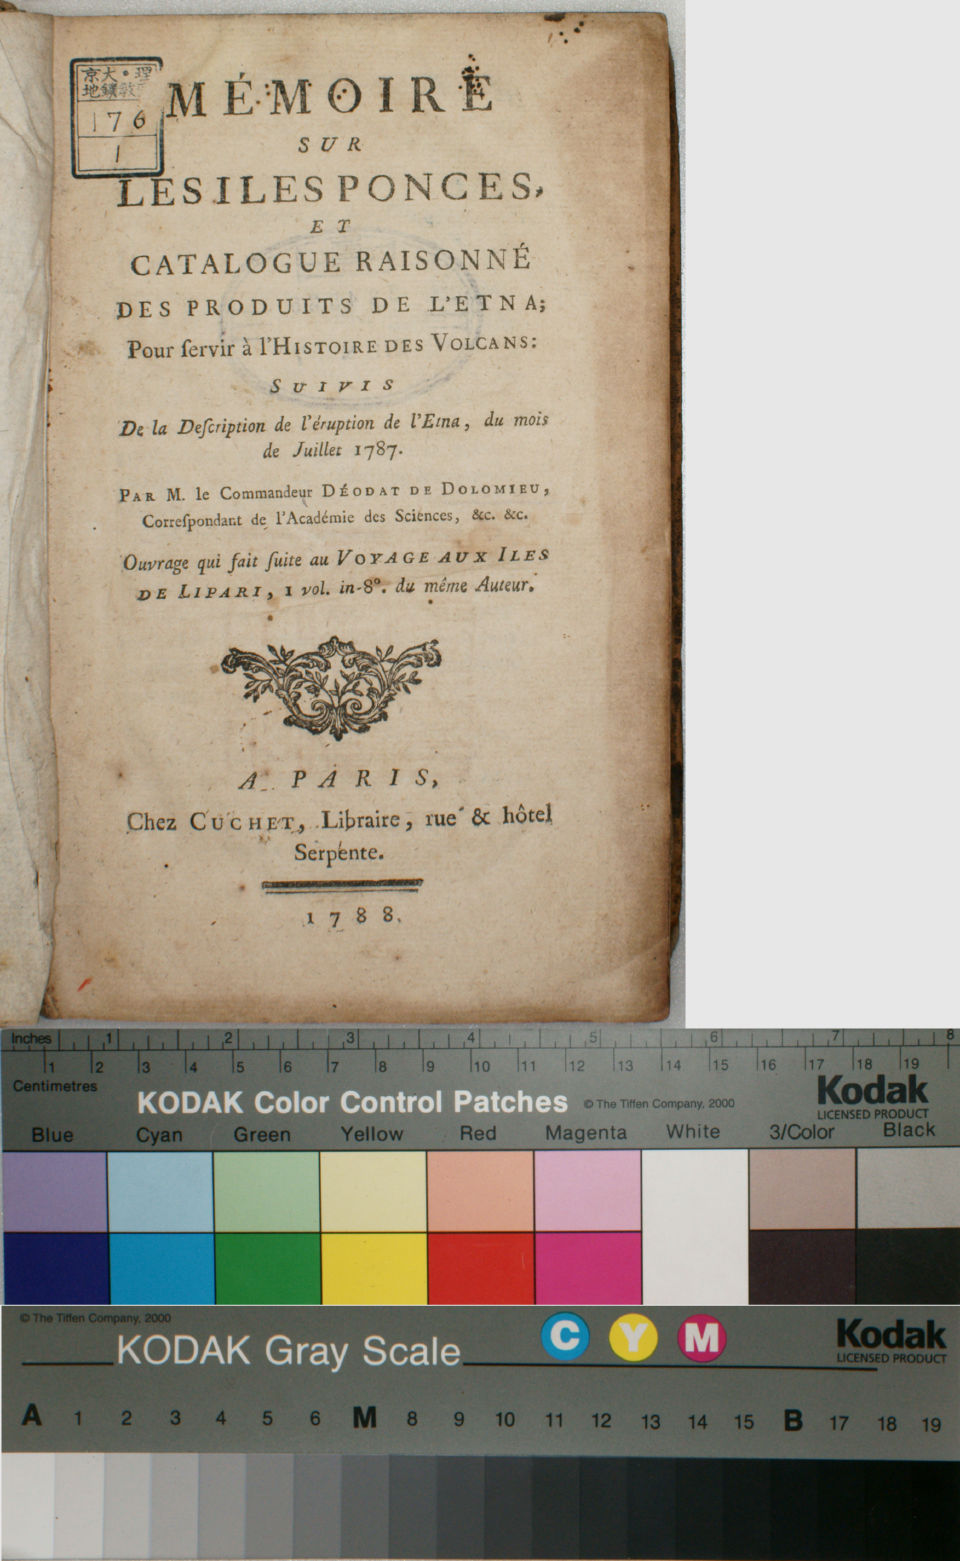 京大・理
地鑛敎
176
1
MÉMOIRE
SUR
LES ILES PONCES,
ET
CATALOGUE RAISONNÉ
DES PRODUITS DE L'ETNA;
Pour ſervir à l'HISTOIRE DES VOLCANS:
SUIVIS
De la Deſcription de l'éruption de l'Etna, du mois
de Juillet 1787.
PAR M. le Commandeur DÉODAT DE DOLOMIEU,
Correſpondant de l'Académie des Sciences, &c. &c.
Ouvrage qui fait ſuite au VOYAGE AUX ILES
DE LIPARI, 1 vol. in-8°. du même Auteur.
A PARIS,
Chez CUCHET, Libraire, rue & hôtel
Serpente.
1788.
Inches 1 2 3 4 5 6 7 8
1 2 3 4 5 6 7 8 9 10 11 12 13 14 15 16 17 18 19
Centimetres
KODAK Color Control Patches © The Tiffen Company, 2000 Kodak
LICENSED PRODUCT
Blue Cyan Green Yellow Red Magenta White 3/Color Black
© The Tiffen Company, 2000
KODAK Gray Scale C Y M Kodak
LICENSED PRODUCT
A 1 2 3 4 5 6 M 8 9 10 11 12 13 14 15 B 17 18 19